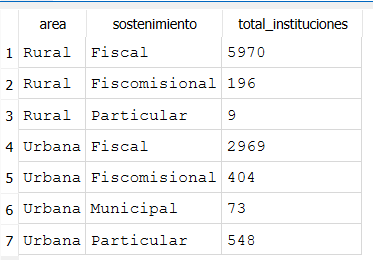 area sostenimiento total_instituciones
1 Rural Fiscal 5970
2 Rural Fiscomisional 196
3 Rural Particular 9
4 Urbana Fiscal 2969
5 Urbana Fiscomisional 404
6 Urbana Municipal 73
7 Urbana Particular 548